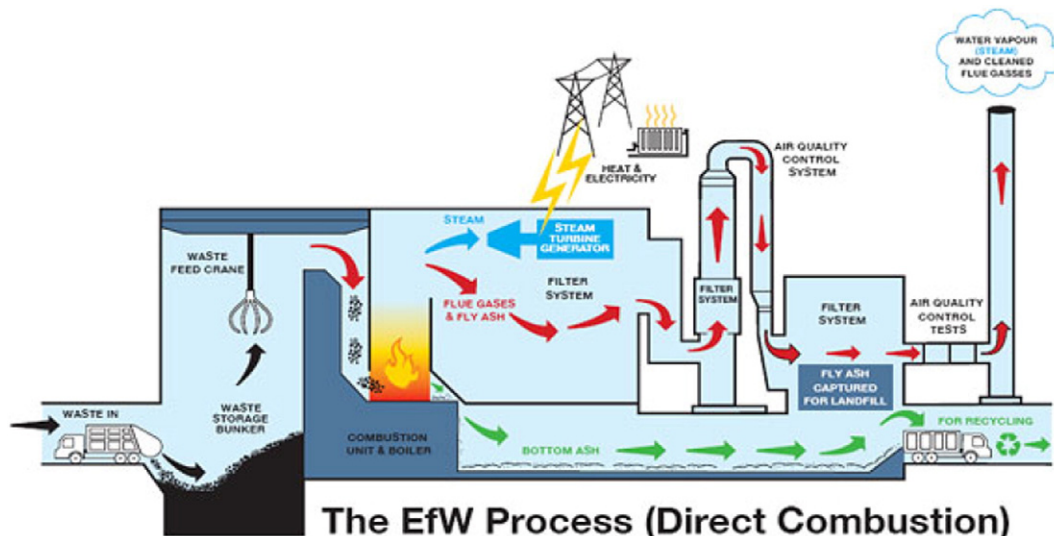 WATER VAPOUR
(STEAM)
AND CLEANED
FLUE GASSES
AIR QUALITY
CONTROL
SYSTEM
HEAT &
ELECTRICITY
STEAM
STEAM
TURBINE
GENERATOR
WASTE
FEED CRANE
FLUE GASES
& FLY ASH
FILTER
SYSTEM
FILTER
SYSTEM
FILTER
SYSTEM
AIR QUALITY
CONTROL
TESTS
FLY ASH
CAPTURED
FOR LANDFILL
WASTE IN
WASTE
STORAGE
BUNKER
COMBUSTION
UNIT & BOILER
BOTTOM ASH
FOR RECYCLING
The EfW Process (Direct Combustion)